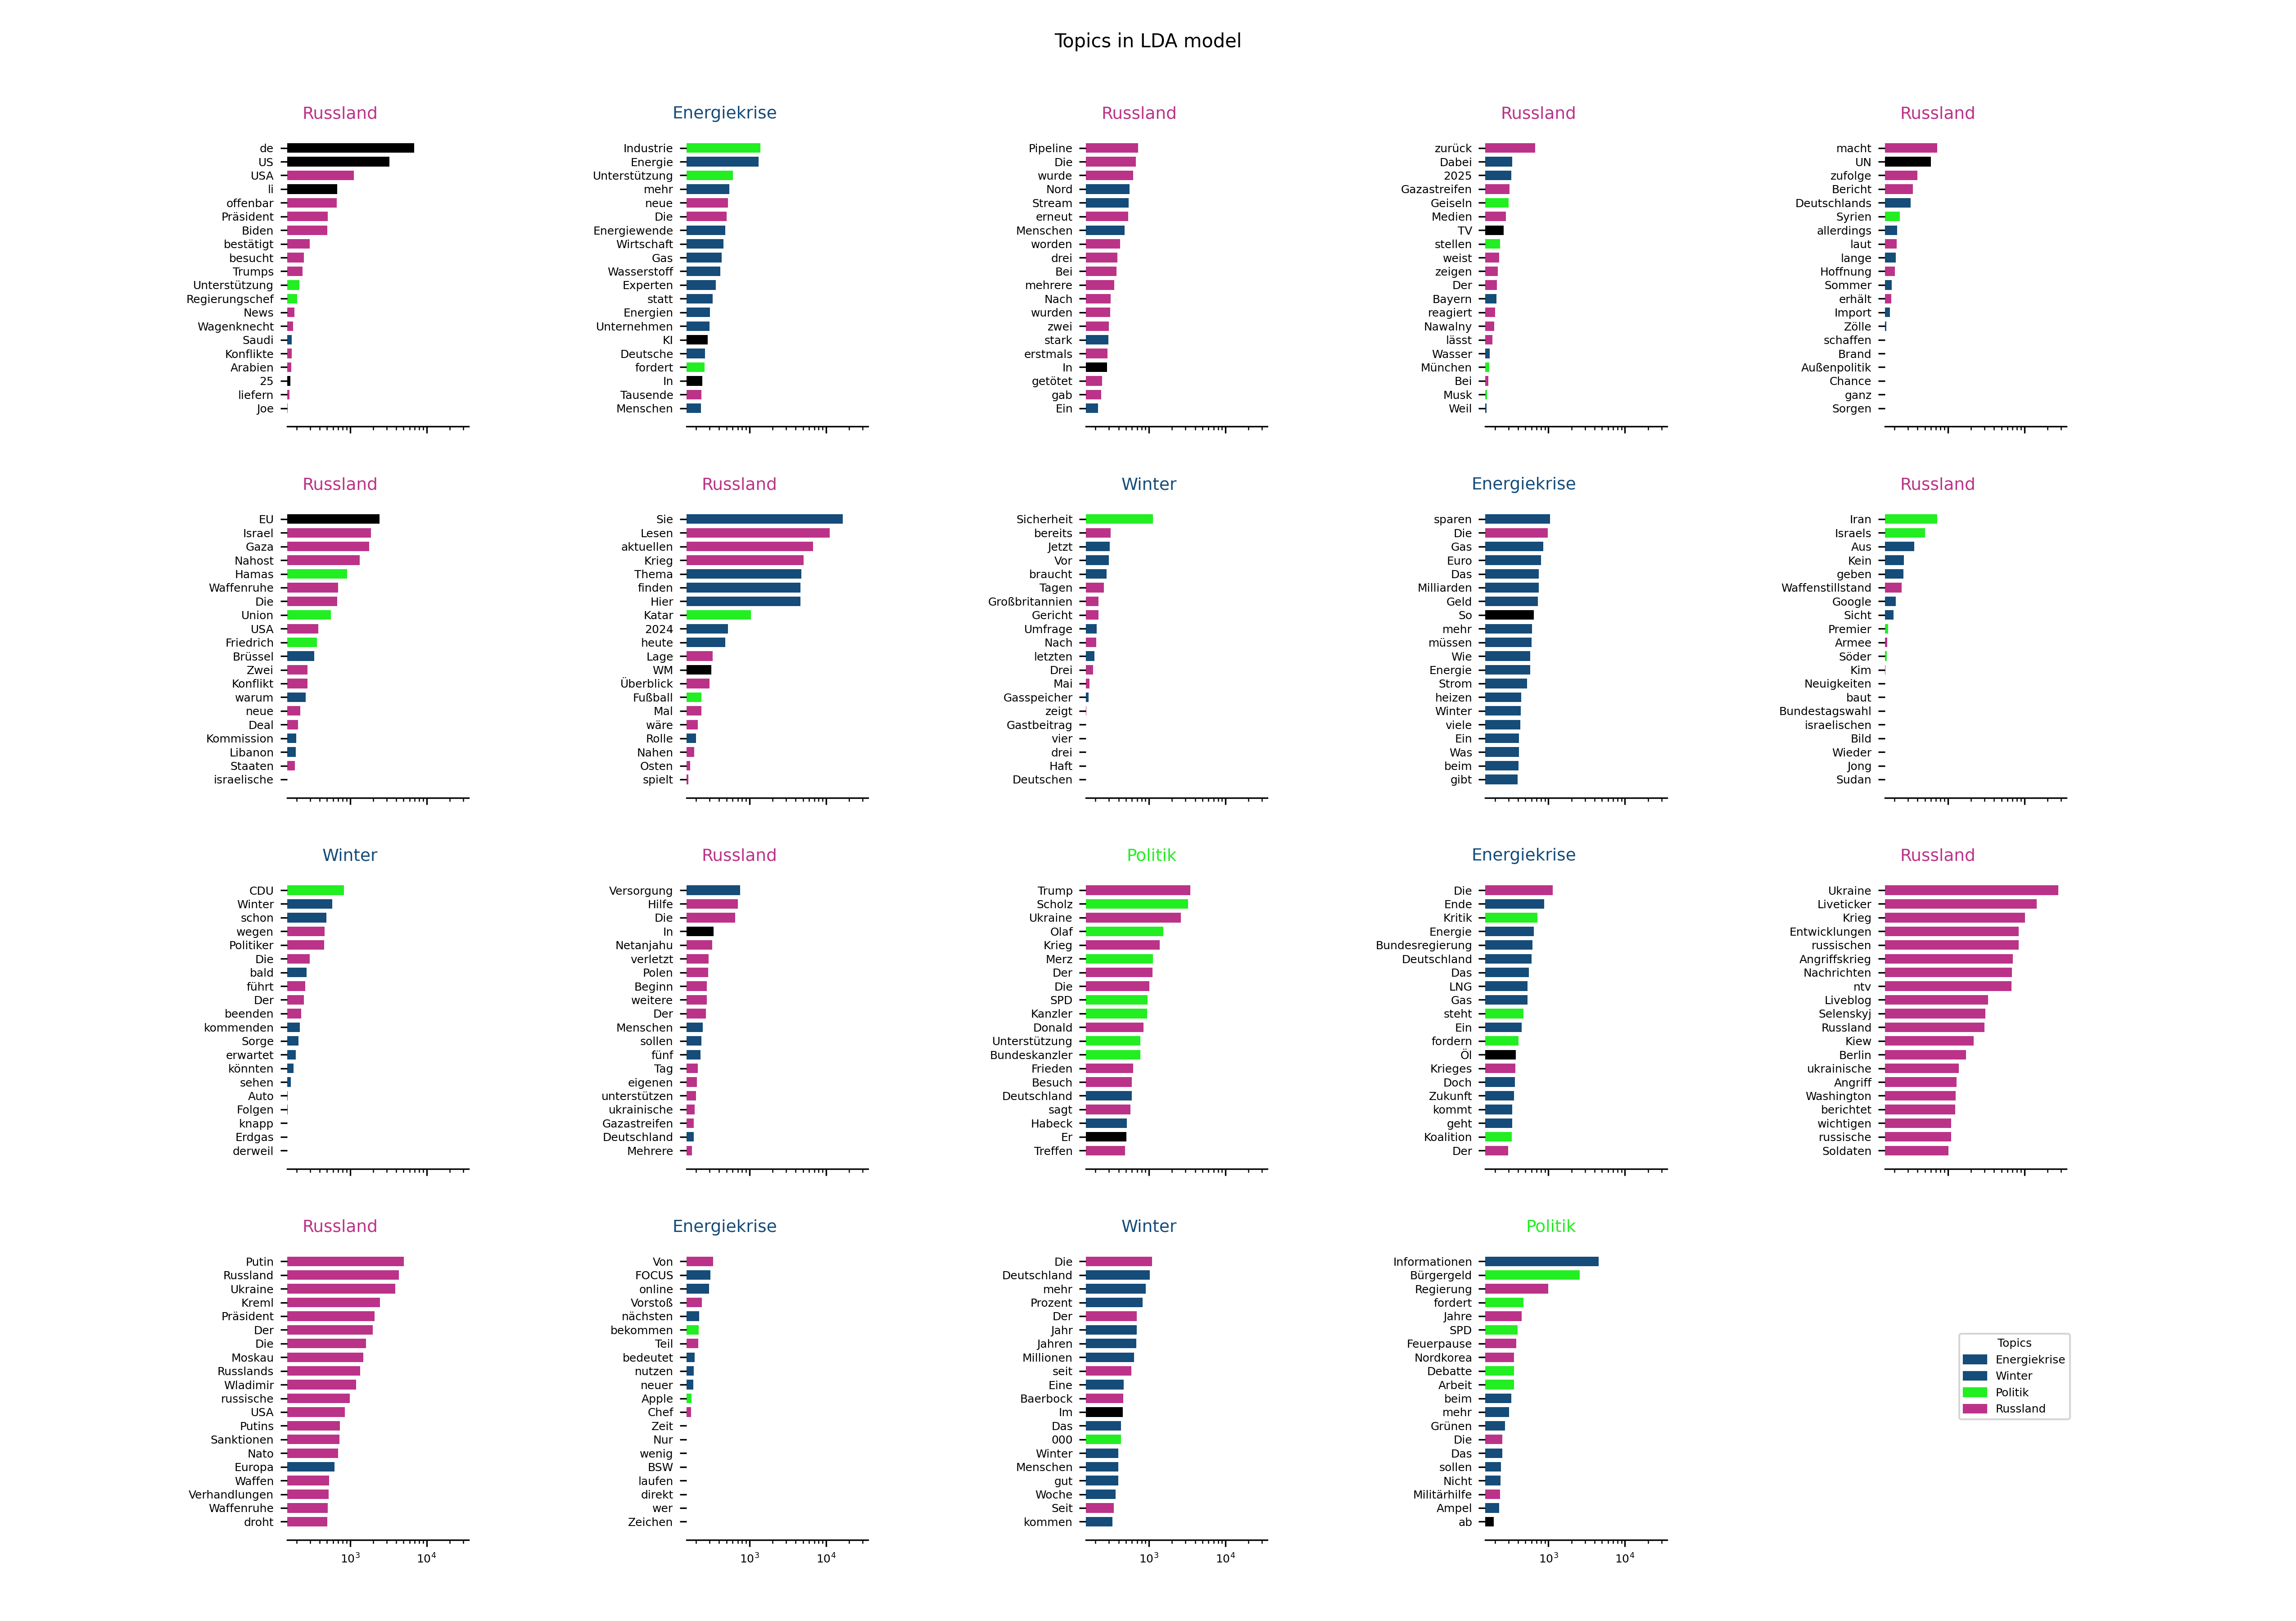 Topics in LDA model
Russland
de
US
USA
li
offenbar
Präsident
Biden
bestätigt
besucht
Trumps
Unterstützung
Regierungschef
News
Wagenknecht
Saudi
Konflikte
Arabien
25
liefern
Joe
Energiekrise
Industrie
Energie
Unterstützung
mehr
neue
Die
Energiewende
Wirtschaft
Gas
Wasserstoff
Experten
statt
Energien
Unternehmen
KI
Deutsche
fordert
In
Tausende
Menschen
Russland
Pipeline
Die
wurde
Nord
Stream
erneut
Menschen
worden
drei
Bei
mehrere
Nach
wurden
zwei
stark
erstmals
In
getötet
gab
Ein
Russland
zurück
Dabei
2025
Gazastreifen
Geiseln
Medien
TV
stellen
weist
zeigen
Der
Bayern
reagiert
Nawalny
lässt
Wasser
München
Bei
Musk
Weil
Russland
macht
UN
zufolge
Bericht
Deutschlands
Syrien
allerdings
laut
lange
Hoffnung
Sommer
erhält
Import
Zölle
schaffen
Brand
Außenpolitik
Chance
ganz
Sorgen
Russland
EU
Israel
Gaza
Nahost
Hamas
Waffenruhe
Die
Union
USA
Friedrich
Brüssel
Zwei
Konflikt
warum
neue
Deal
Kommission
Libanon
Staaten
israelische
Russland
Sie
Lesen
aktuellen
Krieg
Thema
finden
Hier
Katar
2024
heute
Lage
WM
Überblick
Fußball
Mal
wäre
Rolle
Nahen
Osten
spielt
Winter
Sicherheit
bereits
Jetzt
Vor
braucht
Tagen
Großbritannien
Gericht
Umfrage
Nach
letzten
Drei
Mai
Gasspeicher
zeigt
Gastbeitrag
vier
drei
Haft
Deutschen
Energiekrise
sparen
Die
Gas
Euro
Das
Milliarden
Geld
So
mehr
müssen
Wie
Energie
Strom
heizen
Winter
viele
Ein
Was
beim
gibt
Russland
Iran
Israels
Aus
Kein
geben
Waffenstillstand
Google
Sicht
Premier
Armee
Söder
Kim
Neuigkeiten
baut
Bundestagswahl
israelischen
Bild
Wieder
Jong
Sudan
Winter
CDU
Winter
schon
wegen
Politiker
Die
bald
führt
Der
beenden
kommenden
Sorge
erwartet
könnten
sehen
Auto
Folgen
knapp
Erdgas
derweil
Russland
Versorgung
Hilfe
Die
In
Netanjahu
verletzt
Polen
Beginn
weitere
Der
Menschen
sollen
fünf
Tag
eigenen
unterstützen
ukrainische
Gazastreifen
Deutschland
Mehrere
Politik
Trump
Scholz
Ukraine
Olaf
Krieg
Merz
Der
Die
SPD
Kanzler
Donald
Unterstützung
Bundeskanzler
Frieden
Besuch
Deutschland
sagt
Habeck
Er
Treffen
Energiekrise
Die
Ende
Kritik
Energie
Bundesregierung
Deutschland
Das
LNG
Gas
steht
Ein
fordern
Öl
Krieges
Doch
Zukunft
kommt
geht
Koalition
Der
Russland
Ukraine
Liveticker
Krieg
Entwicklungen
russischen
Angriffskrieg
Nachrichten
ntv
Liveblog
Selenskyj
Russland
Kiew
Berlin
ukrainische
Angriff
Washington
berichtet
wichtigen
russische
Soldaten
Russland
Putin
Russland
Ukraine
Kreml
Präsident
Der
Die
Moskau
Russlands
Wladimir
russische
USA
Putins
Sanktionen
Nato
Europa
Waffen
Verhandlungen
Waffenruhe
droht
10³ 10⁴
Energiekrise
Von
FOCUS
online
Vorstoß
nächsten
bekommen
Teil
bedeutet
nutzen
neuer
Apple
Chef
Zeit
Nur
wenig
BSW
laufen
direkt
wer
Zeichen
10³ 10⁴
Winter
Die
Deutschland
mehr
Prozent
Der
Jahr
Jahren
Millionen
seit
Eine
Baerbock
Im
Das
000
Winter
Menschen
gut
Woche
Seit
kommen
10³ 10⁴
Politik
Informationen
Bürgergeld
Regierung
fordert
Jahre
SPD
Feuerpause
Nordkorea
Debatte
Arbeit
beim
mehr
Grünen
Die
Das
sollen
Nicht
Militärhilfe
Ampel
ab
10³ 10⁴
Topics
Energiekrise
Winter
Politik
Russland